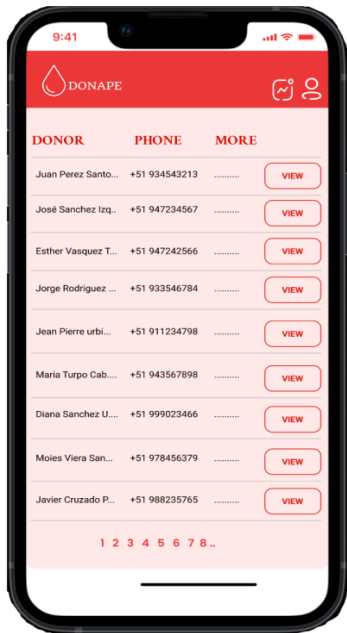 9:41
DONAPE
DONOR PHONE MORE
Juan Perez Santo... +51 934543213 .......... VIEW
José Sanchez Izq.. +51 947234567 .......... VIEW
Esther Vasquez T... +51 947242566 .......... VIEW
Jorge Rodriguez ... +51 933546784 .......... VIEW
Jean Pierre urbi... +51 911234798 .......... VIEW
Maria Turpo Cab.... +51 943567898 .......... VIEW
Diana Sanchez U.... +51 999023466 .......... VIEW
Moies Viera San... +51 978456379 .......... VIEW
Javier Cruzado P... +51 988235765 .......... VIEW
1 2 3 4 5 6 7 8..